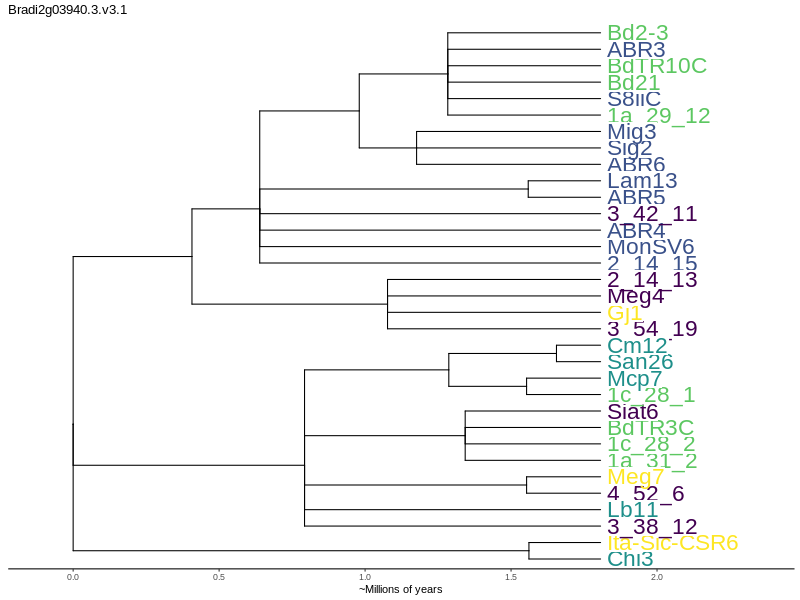 Bradi2g03940.3.v3.1
Bd2-3
ABR3
BdTR10C
Bd21
S8iiC
1a_29_12
Mig3
Sig2
ABR6
Lam13
ABR5
3_42_11
ABR4
MonSV6
2_14_15
2_14_13
Meg4
Gj1
3_54_19
Cm12
San26
Mcp7
1c_28_1
Siat6
BdTR3C
1c_28_2
1a_31_2
Meg7
4_52_6
Lb11
3_38_12
Ita-Sic-CSR6
Chi3
0.0 0.5 1.0 1.5 2.0
~Millions of years